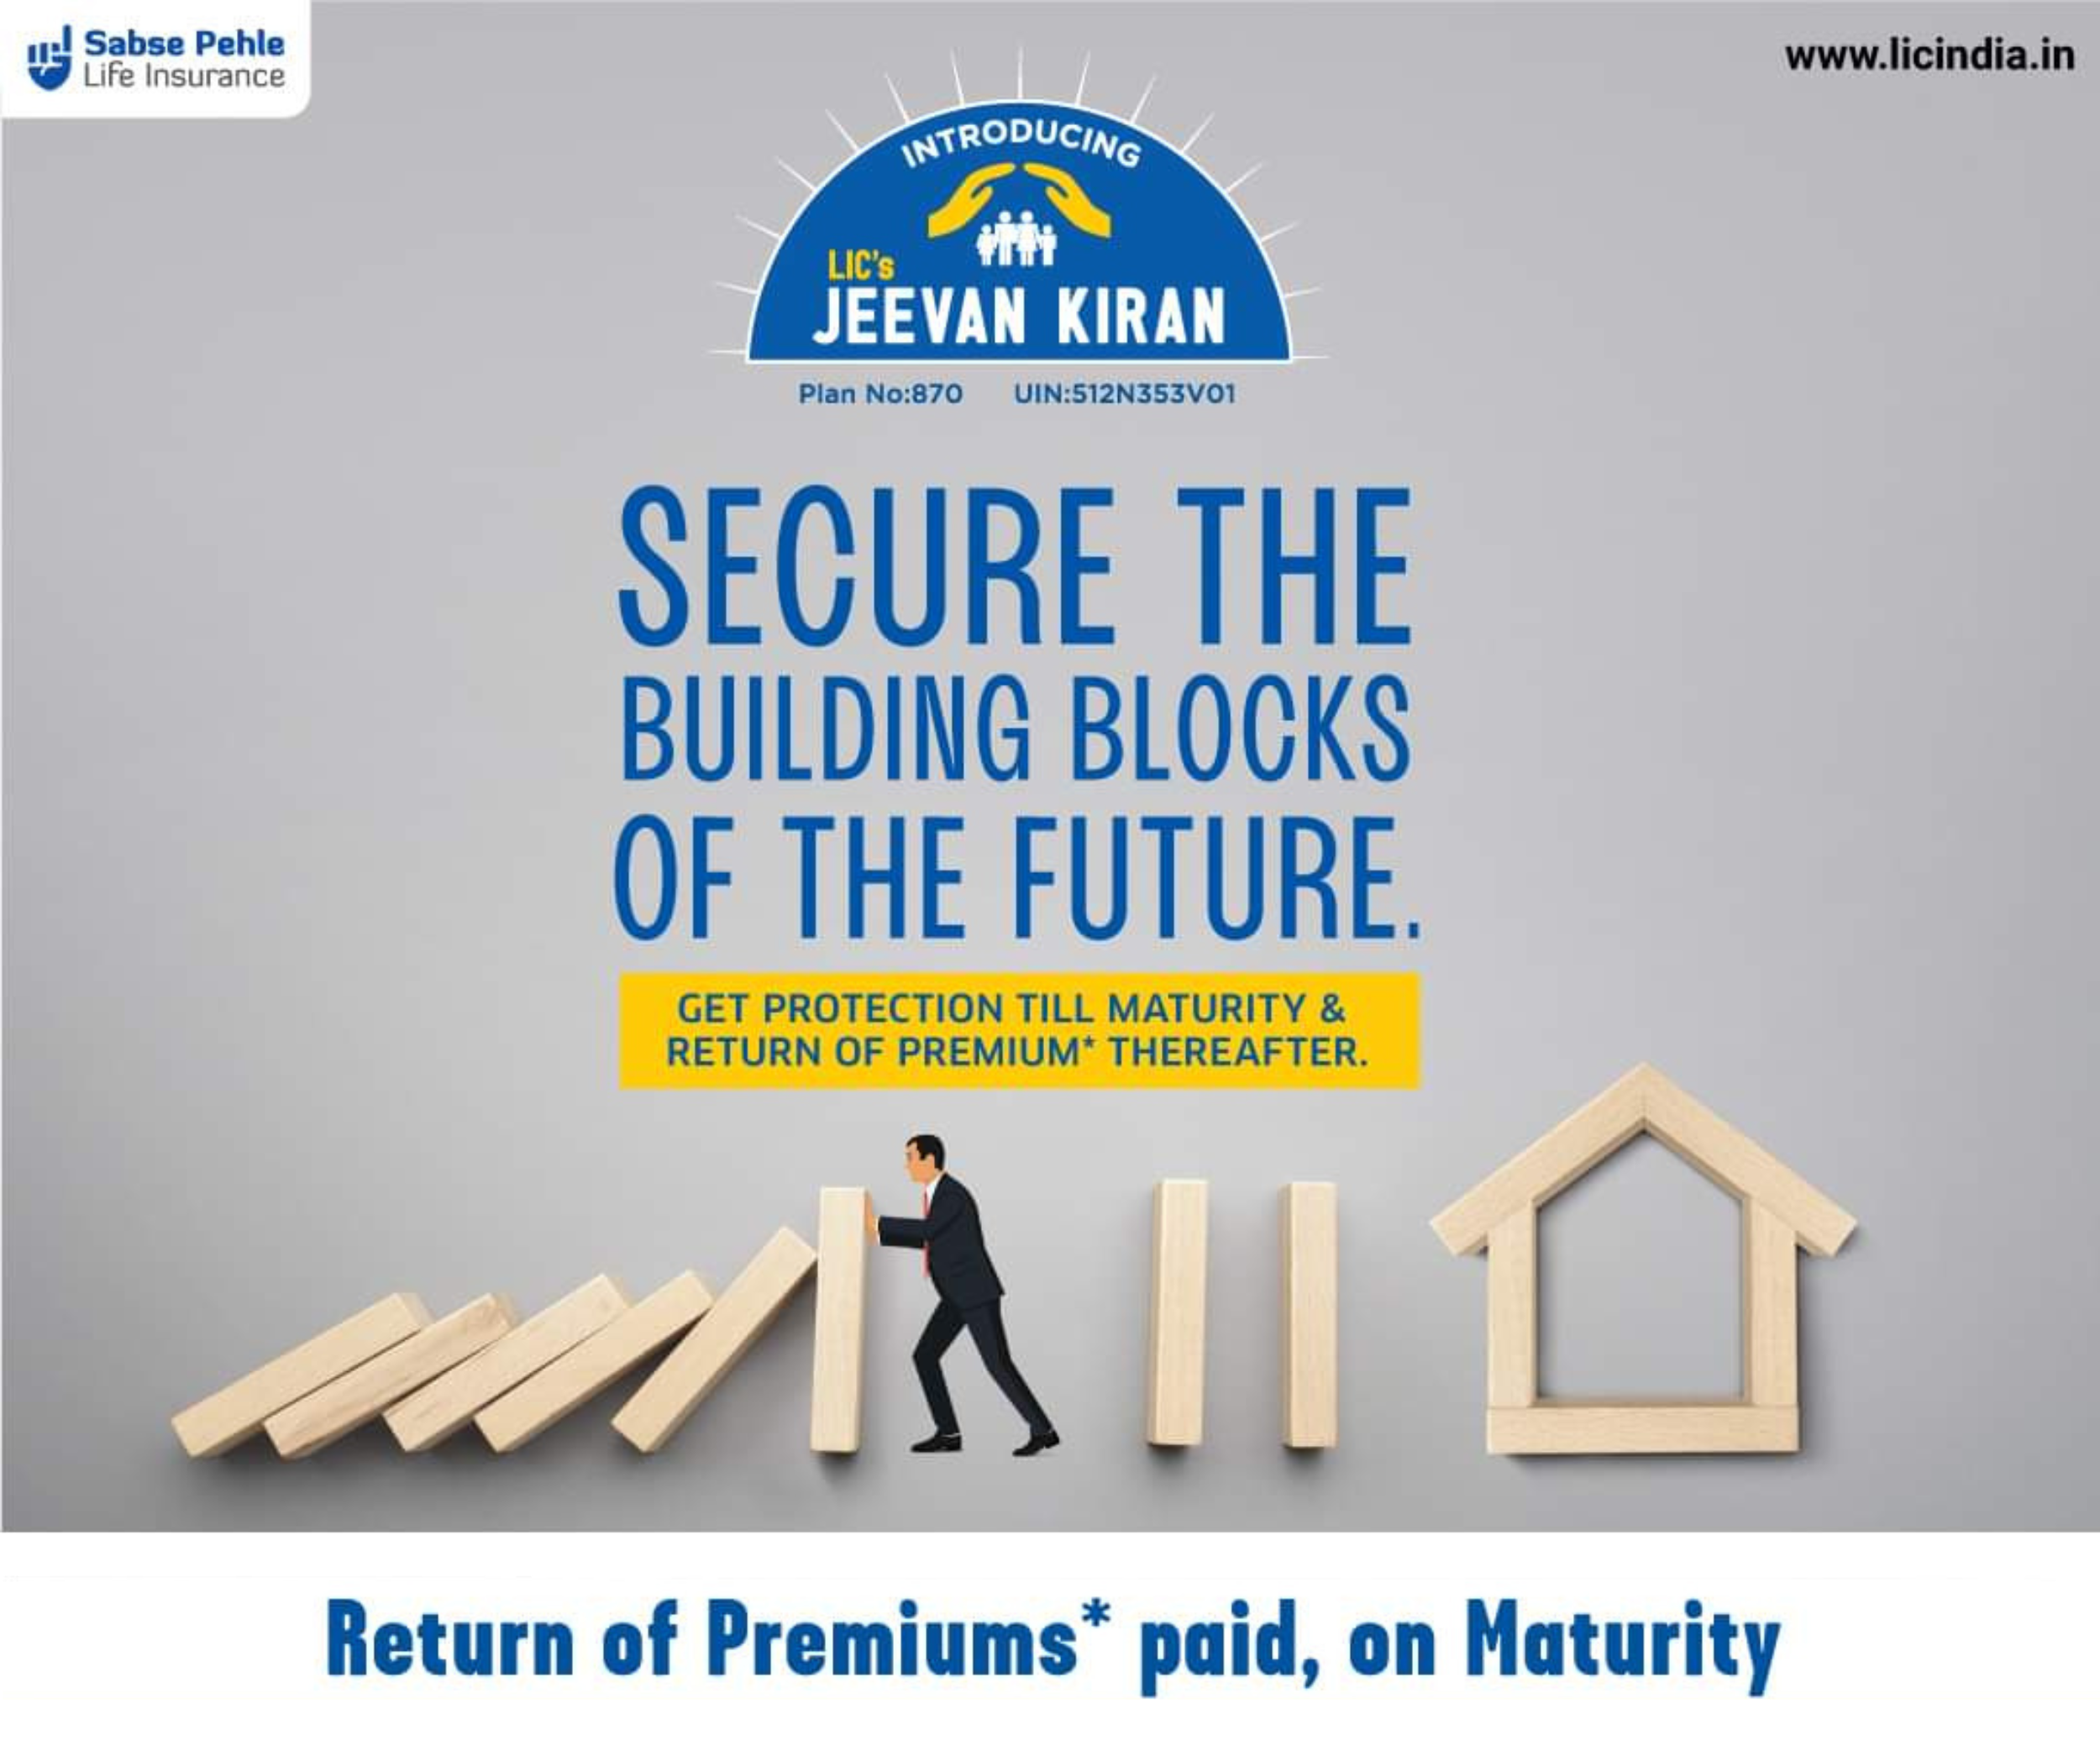 Sabse Pehle
Life Insurance
www.licindia.in
INTRODUCING
LIC's
JEEVAN KIRAN
Plan No:870 UIN:512N353V01
SECURE THE
BUILDING BLOCKS
OF THE FUTURE.
GET PROTECTION TILL MATURITY &
RETURN OF PREMIUM* THEREAFTER.
Return of Premiums* paid, on Maturity